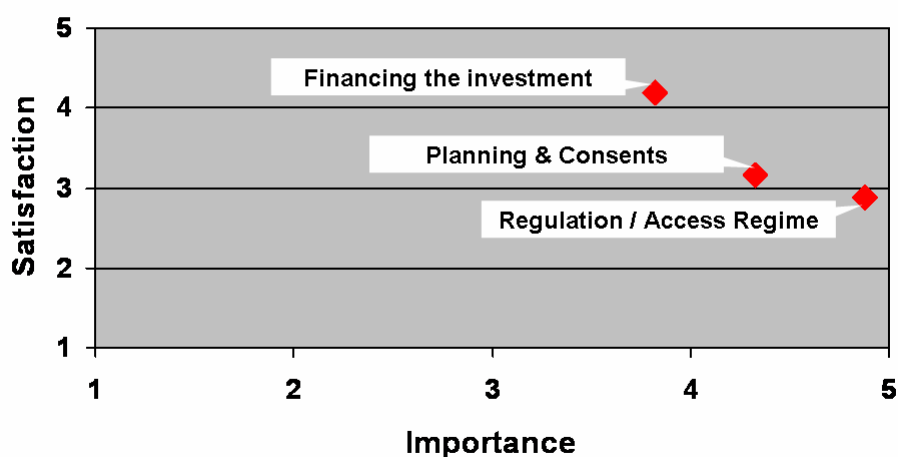 5
Financing the investment
4
Planning & Consents
3
Regulation / Access Regime
2
1
Satisfaction
1 2 3 4 5
Importance